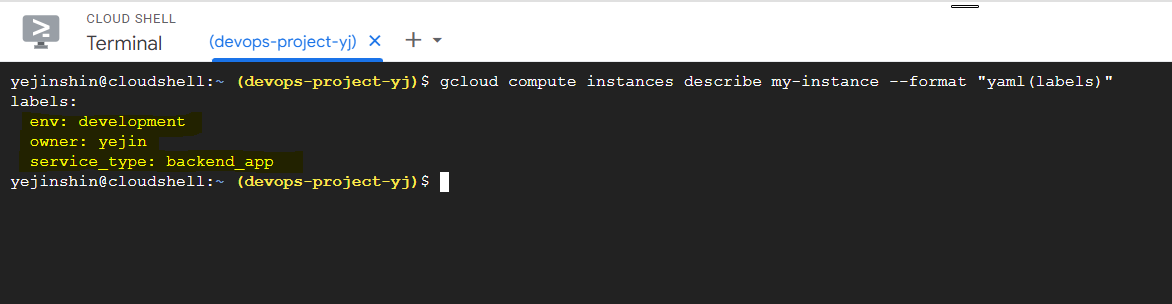 CLOUD SHELL
Terminal
(devops-project-yj)
yejinshin@cloudshell:~ (devops-project-yj)$ gcloud compute instances describe my-instance --format "yaml(labels)"
labels:
  env: development
  owner: yejin
  service_type: backend_app
yejinshin@cloudshell:~ (devops-project-yj)$